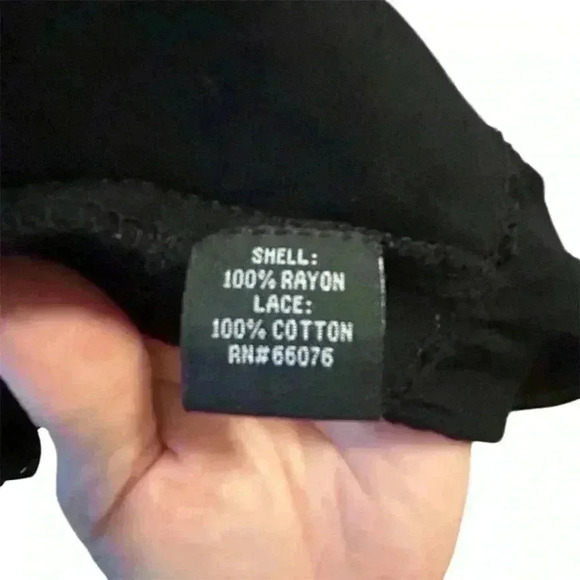 SHELL:
100% RAYON
LACE:
100% COTTON
RN#66076